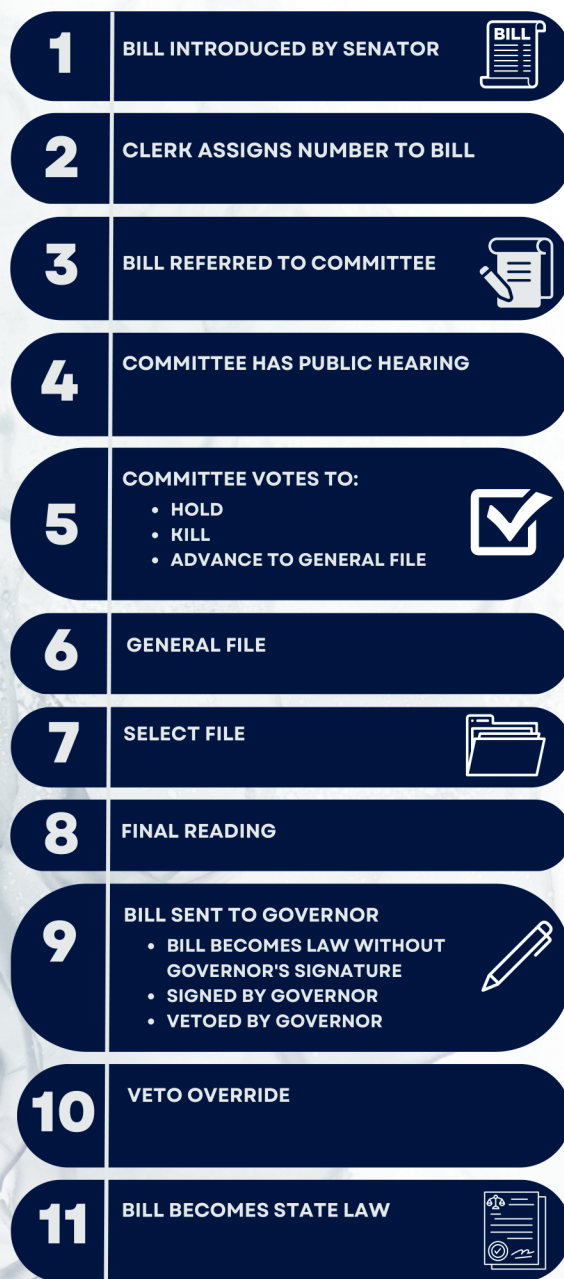 1
BILL INTRODUCED BY SENATOR
BILL
2
CLERK ASSIGNS NUMBER TO BILL
3
BILL REFERRED TO COMMITTEE
4
COMMITTEE HAS PUBLIC HEARING
5
COMMITTEE VOTES TO:
• HOLD
• KILL
• ADVANCE TO GENERAL FILE
6
GENERAL FILE
7
SELECT FILE
8
FINAL READING
9
BILL SENT TO GOVERNOR
• BILL BECOMES LAW WITHOUT
GOVERNOR'S SIGNATURE
• SIGNED BY GOVERNOR
• VETOED BY GOVERNOR
10
VETO OVERRIDE
11
BILL BECOMES STATE LAW